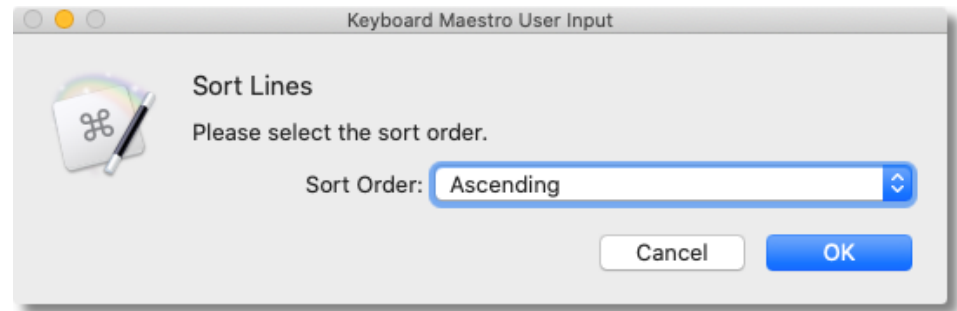 Keyboard Maestro User Input
Sort Lines
Please select the sort order.
Sort Order: Ascending
Cancel OK